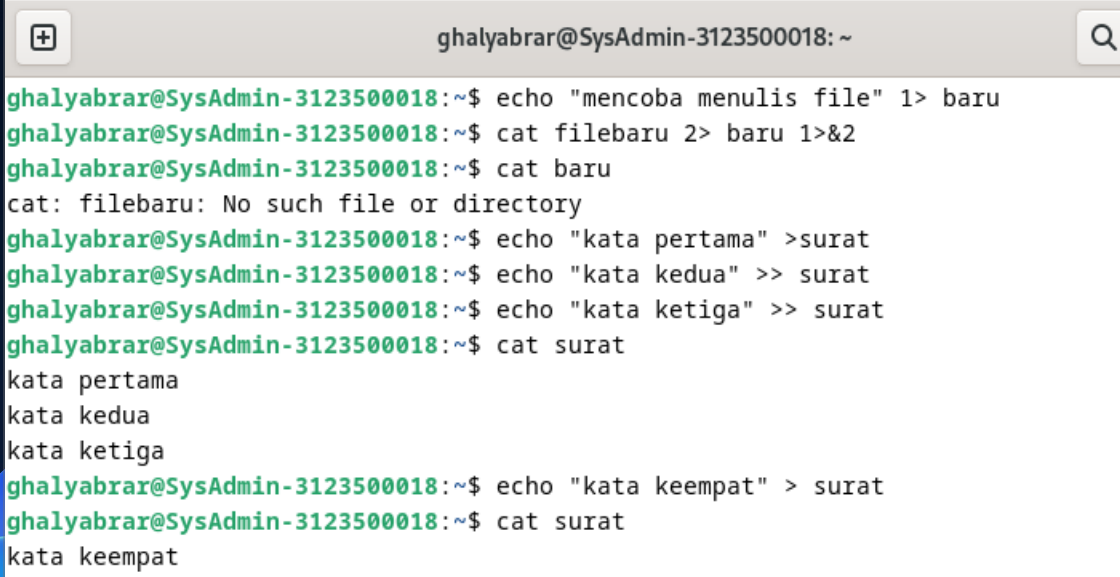 ghalyabrar@SysAdmin-3123500018: ~
ghalyabrar@SysAdmin-3123500018:~$ echo "mencoba menulis file" 1> baru
ghalyabrar@SysAdmin-3123500018:~$ cat filebaru 2> baru 1>&2
ghalyabrar@SysAdmin-3123500018:~$ cat baru
cat: filebaru: No such file or directory
ghalyabrar@SysAdmin-3123500018:~$ echo "kata pertama" >surat
ghalyabrar@SysAdmin-3123500018:~$ echo "kata kedua" >> surat
ghalyabrar@SysAdmin-3123500018:~$ echo "kata ketiga" >> surat
ghalyabrar@SysAdmin-3123500018:~$ cat surat
kata pertama
kata kedua
kata ketiga
ghalyabrar@SysAdmin-3123500018:~$ echo "kata keempat" > surat
ghalyabrar@SysAdmin-3123500018:~$ cat surat
kata keempat